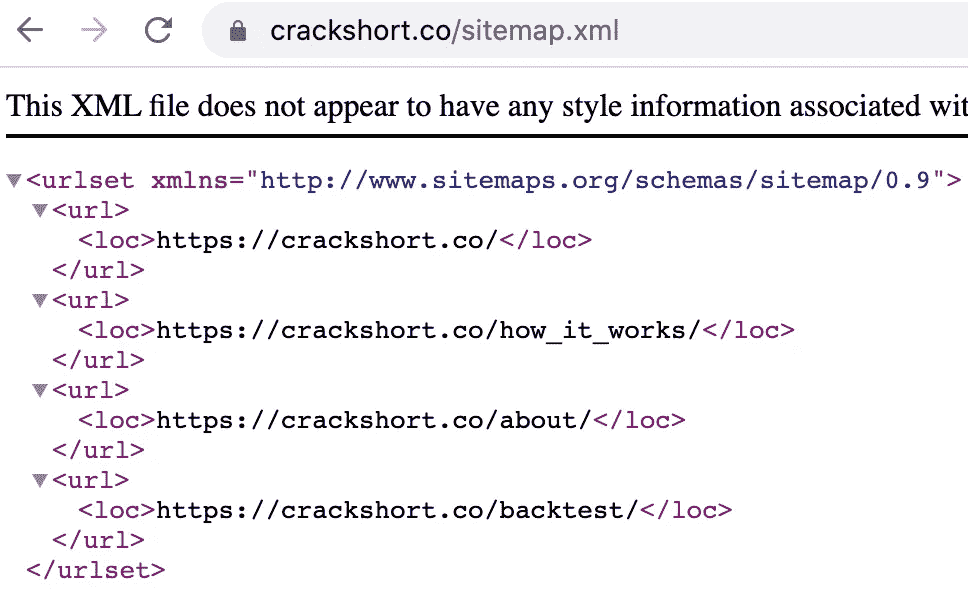 crackshort.co/sitemap.xml
This XML file does not appear to have any style information associated wit
<urlset xmlns="http://www.sitemaps.org/schemas/sitemap/0.9">
<url>
<loc>https://crackshort.co/</loc>
</url>
<url>
<loc>https://crackshort.co/how_it_works/</loc>
</url>
<url>
<loc>https://crackshort.co/about/</loc>
</url>
<url>
<loc>https://crackshort.co/backtest/</loc>
</url>
</urlset>